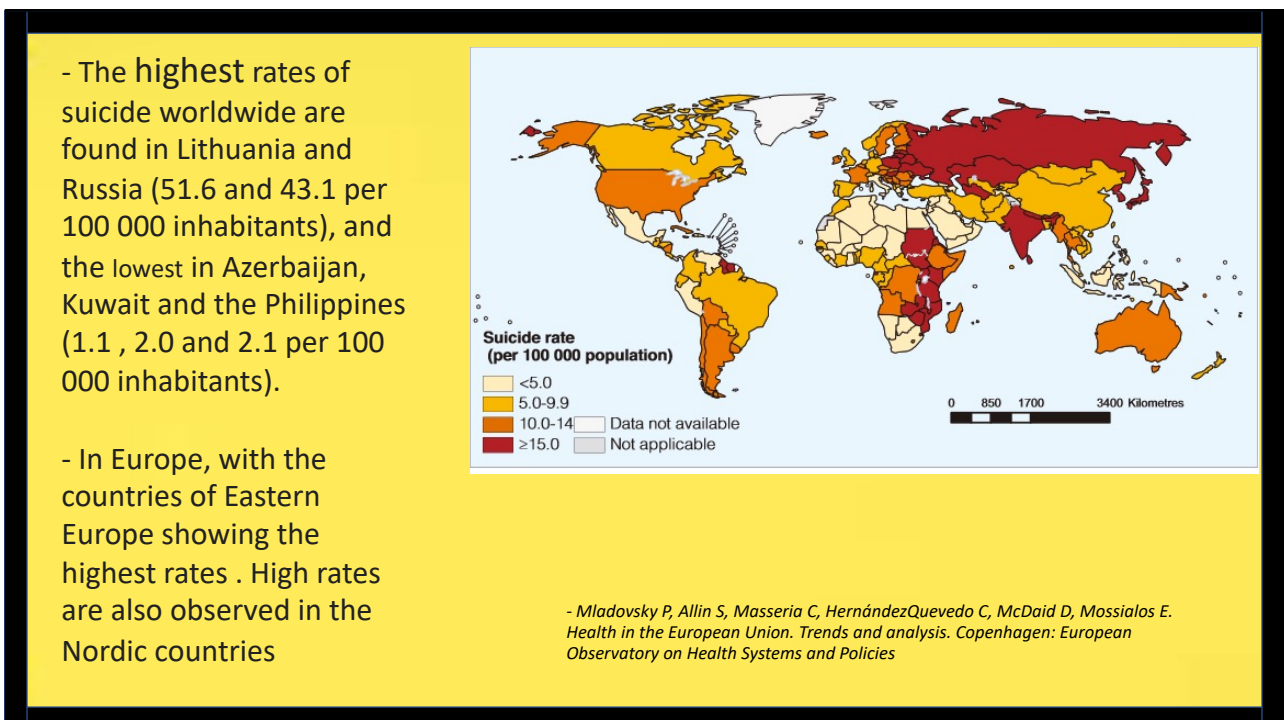 - The highest rates of
suicide worldwide are
found in Lithuania and
Russia (51.6 and 43.1 per
100 000 inhabitants), and
the lowest in Azerbaijan,
Kuwait and the Philippines
(1.1 , 2.0 and 2.1 per 100
000 inhabitants).
- In Europe, with the
countries of Eastern
Europe showing the
highest rates . High rates
are also observed in the
Nordic countries
Suicide rate
(per 100 000 population)
<5.0
5.0-9.9
10.0-14 Data not available
≥15.0 Not applicable
0 850 1700 3400 Kilometres
- Mladovsky P, Allin S, Masseria C, HernándezQuevedo C, McDaid D, Mossialos E.
Health in the European Union. Trends and analysis. Copenhagen: European
Observatory on Health Systems and Policies